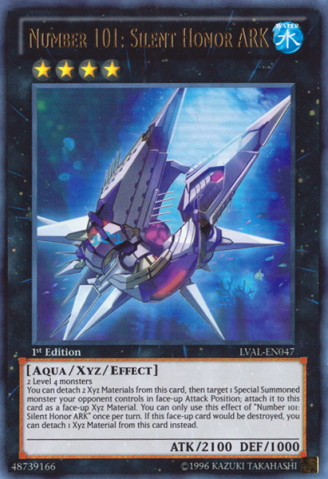 NUMBER 101: SILENT HONOR ARK
WATER
水
1st Edition
LVAL-EN047
[AQUA/XYZ/EFFECT]
2 Level 4 monsters
You can detach 2 Xyz Materials from this card, then target 1 Special Summoned
monster your opponent controls in face-up Attack Position; attach it to this
card as a face-up Xyz Material. You can only use this effect of "Number 101:
Silent Honor ARK" once per turn. If this face-up card would be destroyed, you
can detach 1 Xyz Material from this card instead.
ATK/2100 DEF/1000
48739166
©1996 KAZUKI TAKAHASHI